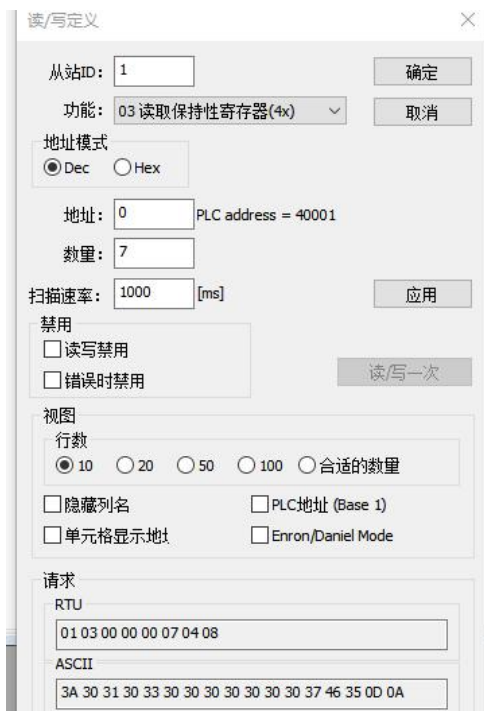 读/写定义
从站ID: 1 确定
功能: 03 读取保持性寄存器(4x) 取消
地址模式
Dec Hex
地址: 0 PLC address = 40001
数量: 7
扫描速率: 1000 [ms] 应用
禁用
读写禁用
错误时禁用 读/写一次
视图
行数
10 20 50 100 合适的数量
隐藏列名 PLC地址 (Base 1)
单元格显示地 Enron/Daniel Mode
请求
RTU
01 03 00 00 00 07 04 08
ASCII
3A 30 31 30 33 30 30 30 30 30 30 30 37 46 35 0D 0A